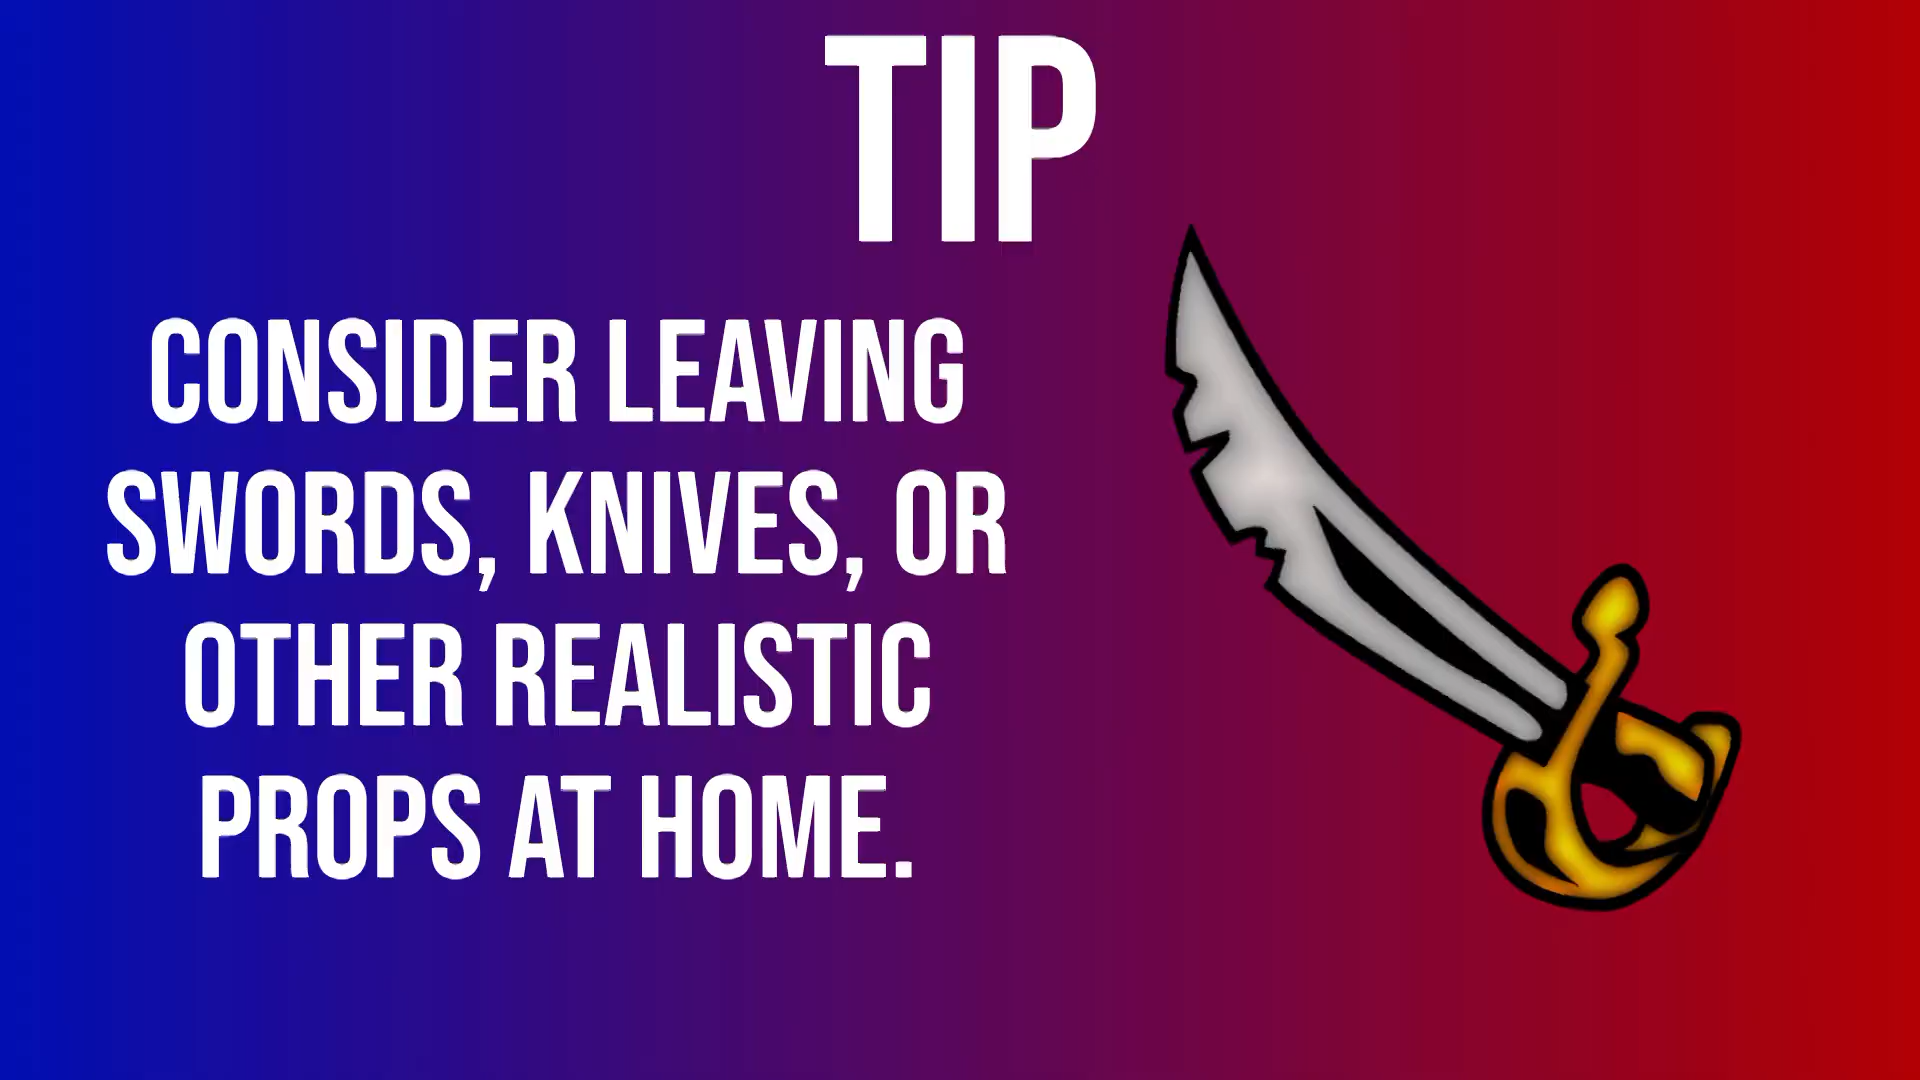 TIP
CONSIDER LEAVING
SWORDS, KNIVES, OR
OTHER REALISTIC
PROPS AT HOME.